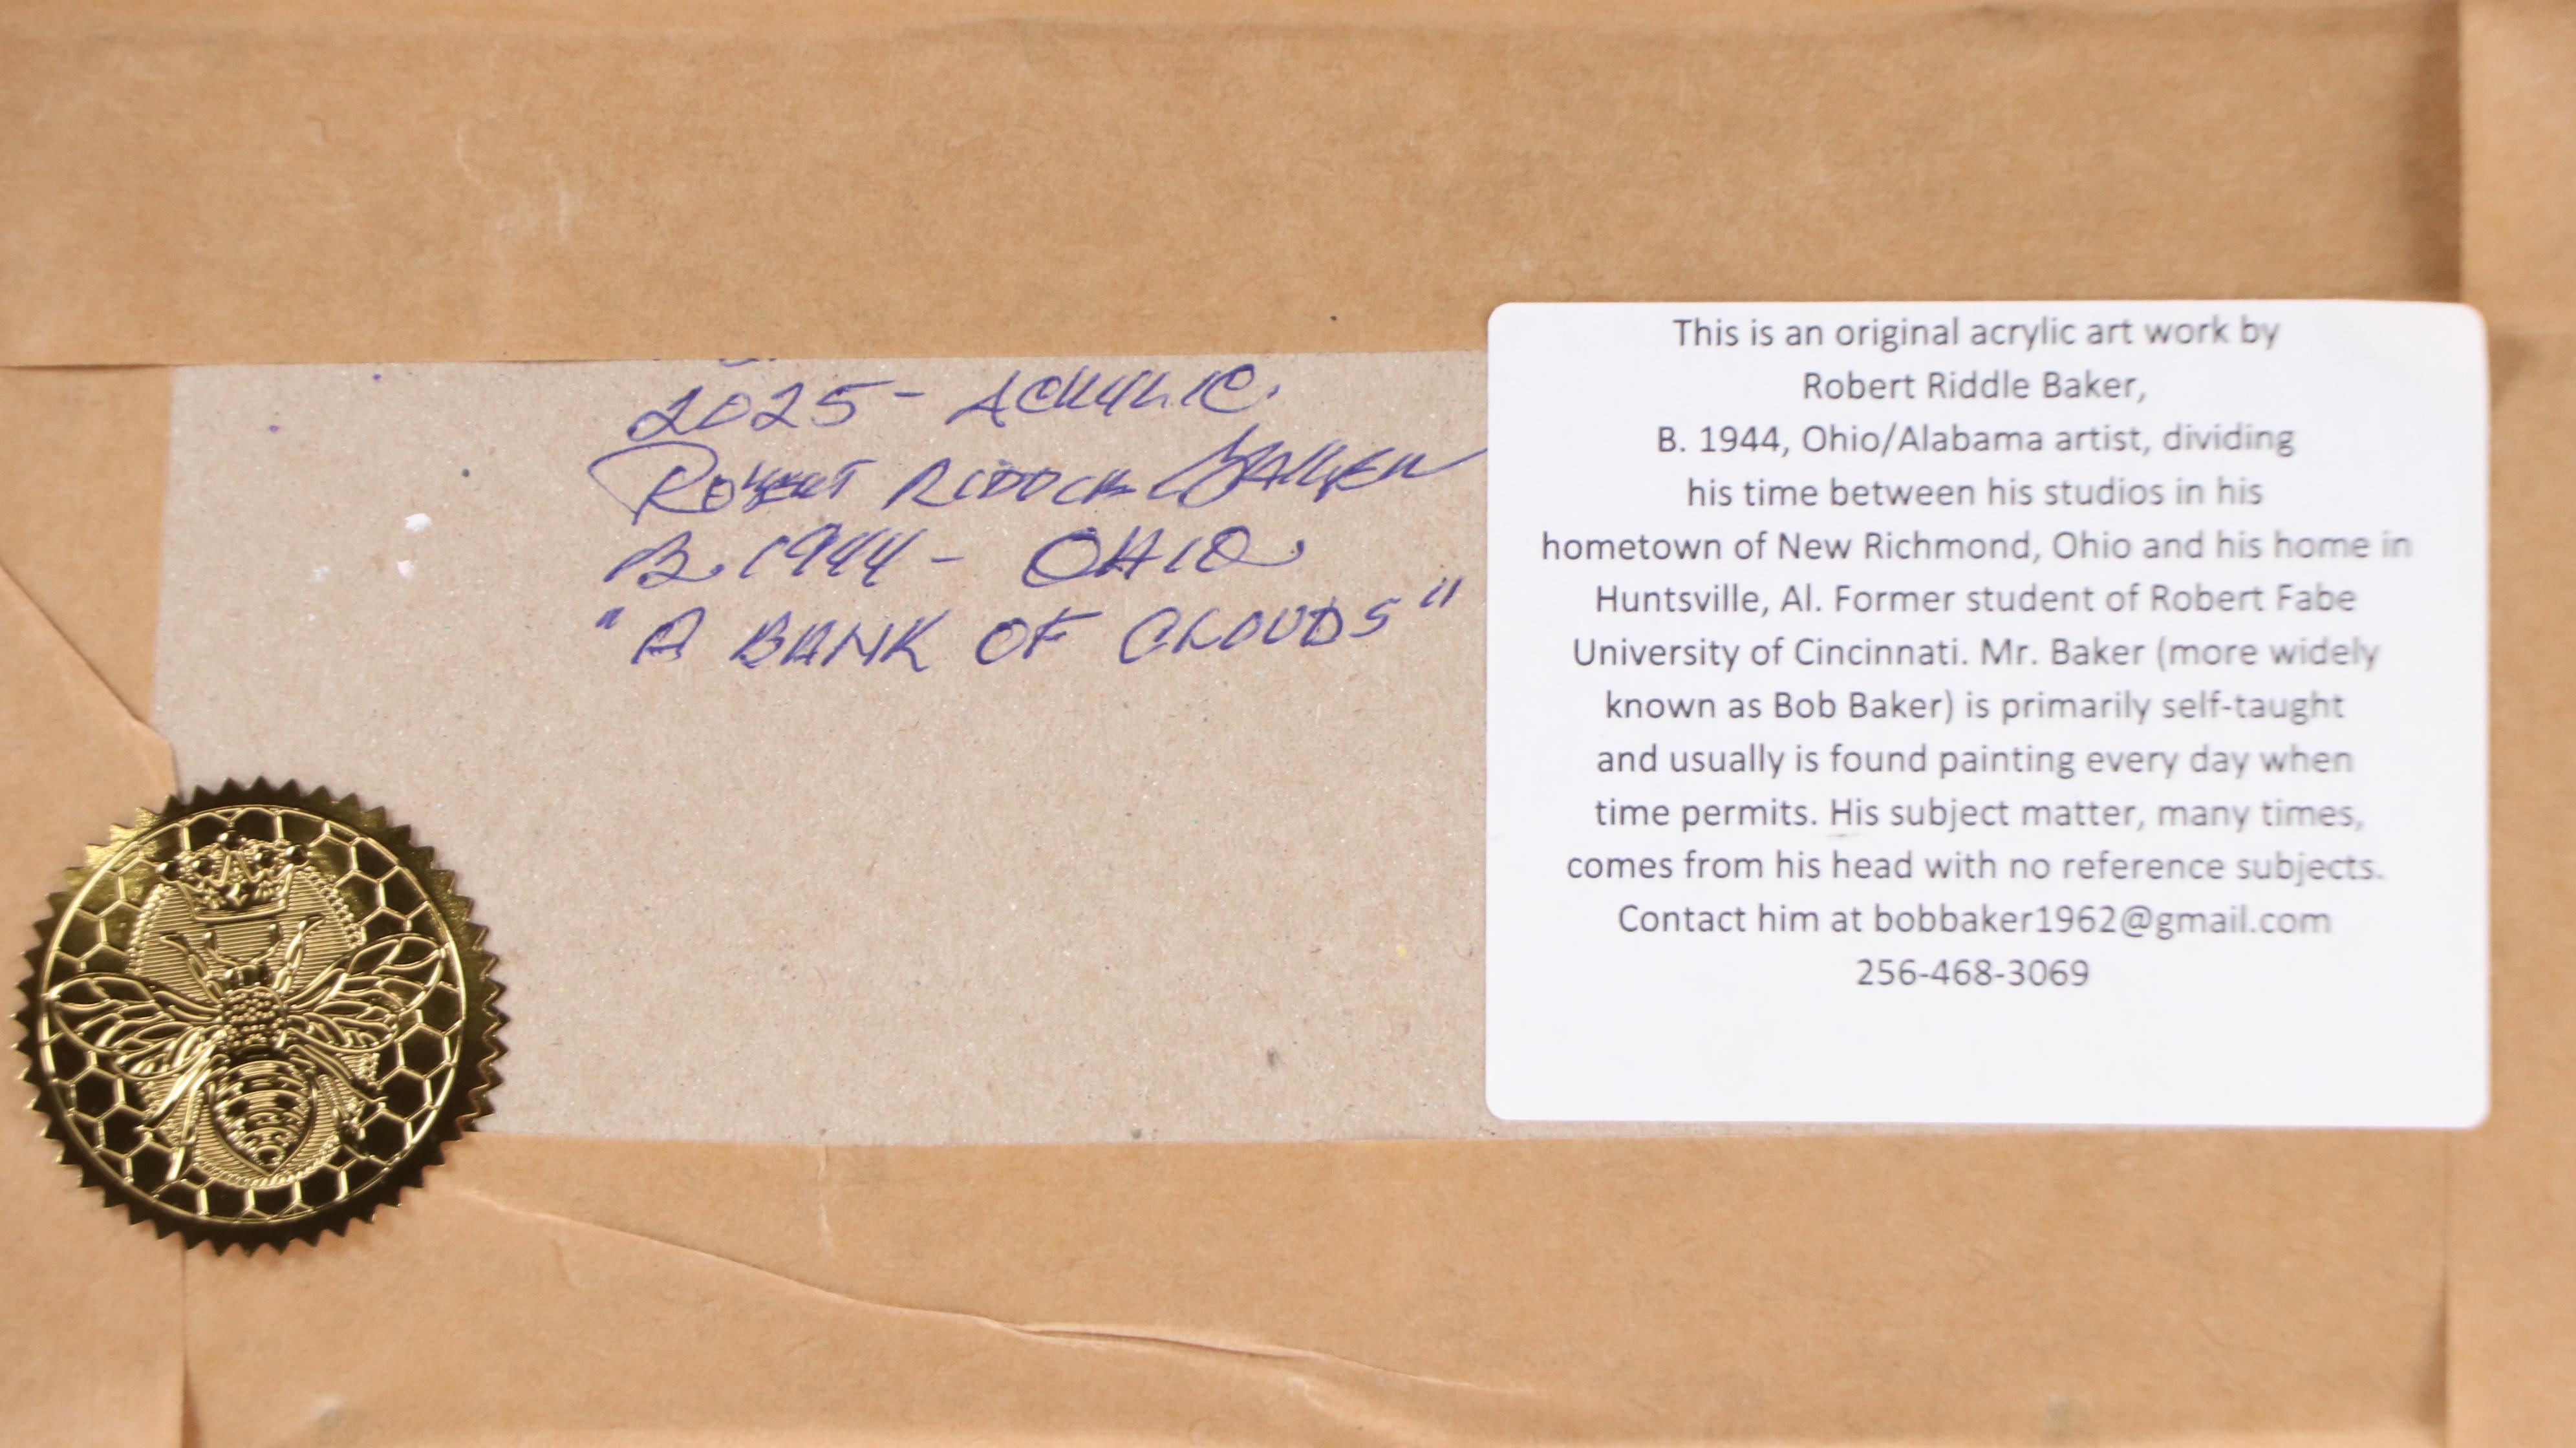 2025 - ACRYLIC.
ROBERT RIDDLE BAKER
B. 1944 - OHIO
"A BANK OF CLOUDS"
This is an original acrylic art work by
Robert Riddle Baker,
B. 1944, Ohio/Alabama artist, dividing
his time between his studios in his
hometown of New Richmond, Ohio and his home in
Huntsville, Al. Former student of Robert Fabe
University of Cincinnati. Mr. Baker (more widely
known as Bob Baker) is primarily self-taught
and usually is found painting every day when
time permits. His subject matter, many times,
comes from his head with no reference subjects.
Contact him at bobbaker1962@gmail.com
256-468-3069